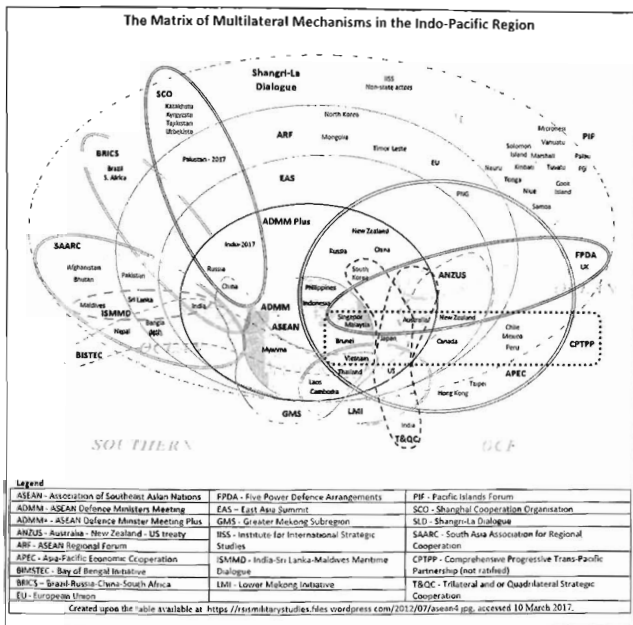 The Matrix of Multilateral Mechanisms in the Indo-Pacific Region
Shangri-La
Dialogue
IISS
Non-state actors
SCO
Kazakhsta
Kyrgyzsta
Tajikistan
Uzbekista
North Korea
ARF
Mongolia
Timor Leste
EU
Micronesi
Vanuatu
PIF
Solomon
Island
Marshall
Palau
Nauru
Kiribati
Tuvalu
Fiji
Tonga
Cook
Island
Niue
Samoa
PNG
BRICS
Brazil
S. Africa
Pakistan - 2017
EAS
ADMM Plus
New Zealand
Russia
China
India-2017
SAARC
Afghanistan
Bhutan
Pakistan
Russia
China
South
Korea
ANZUS
FPDA
UK
Maldives
Sri Lanka
India
ISMMD
Nepal
Bangla
desh
BISTEC
Philippines
Indonesia
ADMM
ASEAN
Singapor
Malaysia
Australia
New Zealand
Myanma
Brunei
Japan
Canada
Chile
Mexico
Peru
CPTPP
Vietnam
Thailand
US
APEC
Laos
Cambodia
Taipei
Hong Kong
GMS
LMI
India
T&QC
SOUTHERN
OCE
Legend
ASEAN - Association of Southeast Asian Nations
ADMM - ASEAN Defence Ministers Meeting
ADMM+ - ASEAN Defence Minster Meeting Plus
ANZUS - Australia - New Zealand - US treaty
ARF - ASEAN Regional Forum
APEC - Asia-Pacific Economic Cooperation
BIMSTEC - Bay of Bengal Initiative
BRICS - Brazil-Russia-China-South Africa
EU - European Union
FPDA - Five Power Defence Arrangements
EAS - East Asia Summit
GMS - Greater Mekong Subregion
IISS - Institute for International Strategic
Studies
ISMMD - India-Sri Lanka-Maldives Maritime
Dialogue
LMI - Lower Mekong Initiative
PIF - Pacific Islands Forum
SCO - Shanghai Cooperation Organisation
SLD - Shangri-La Dialogue
SAARC - South Asia Association for Regional
Cooperation
CPTPP - Comprehensive Progressive Trans-Pacific
Partnership (not ratified)
T&QC - Trilateral and or Quadrilateral Strategic
Cooperation
Created upon the table available at https://rsismilitarystudies.files.wordpress.com/2012/07/asean4.jpg, accessed 10 March 2017.